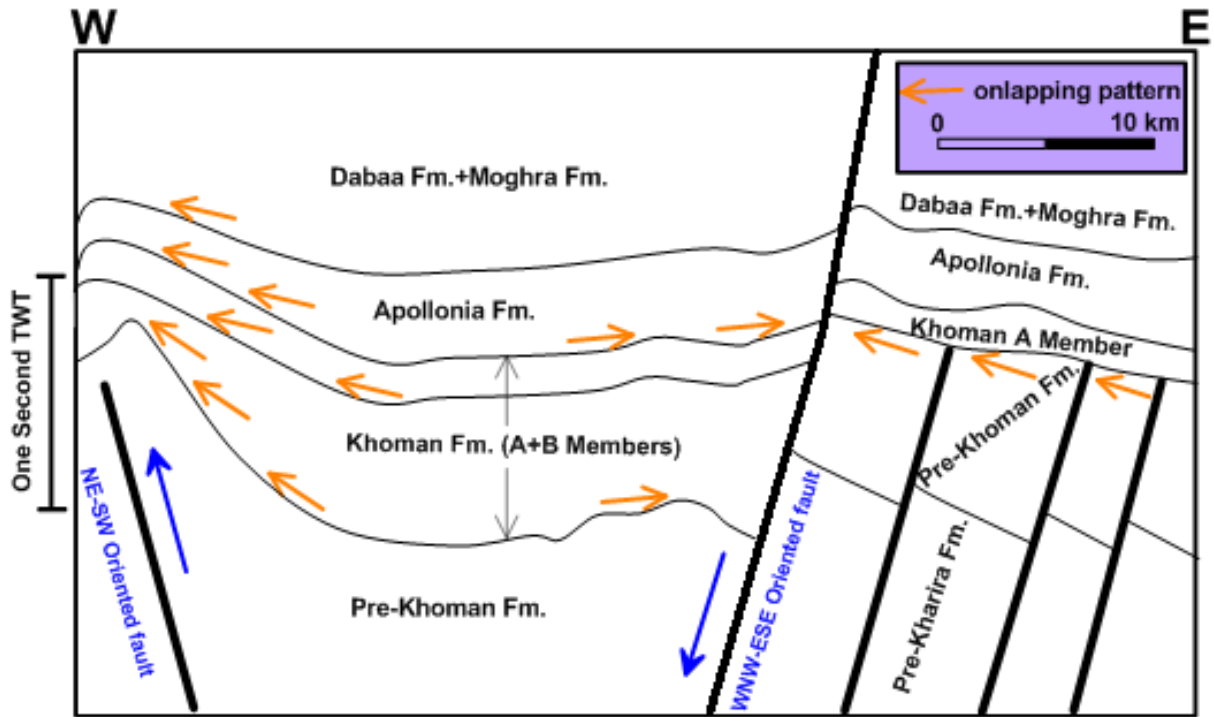 W
E
onlapping pattern
0
10 km
Dabaa Fm.+Moghra Fm.
Dabaa Fm.+Moghra Fm.
Apollonia Fm.
Apollonia Fm.
Khoman A Member
One Second TWT
Khoman Fm. (A+B Members)
Pre-Khoman Fm.
NE-SW Oriented fault
Pre-Khoman Fm.
WNW-ESE Oriented fault
Pre-Kharira Fm.